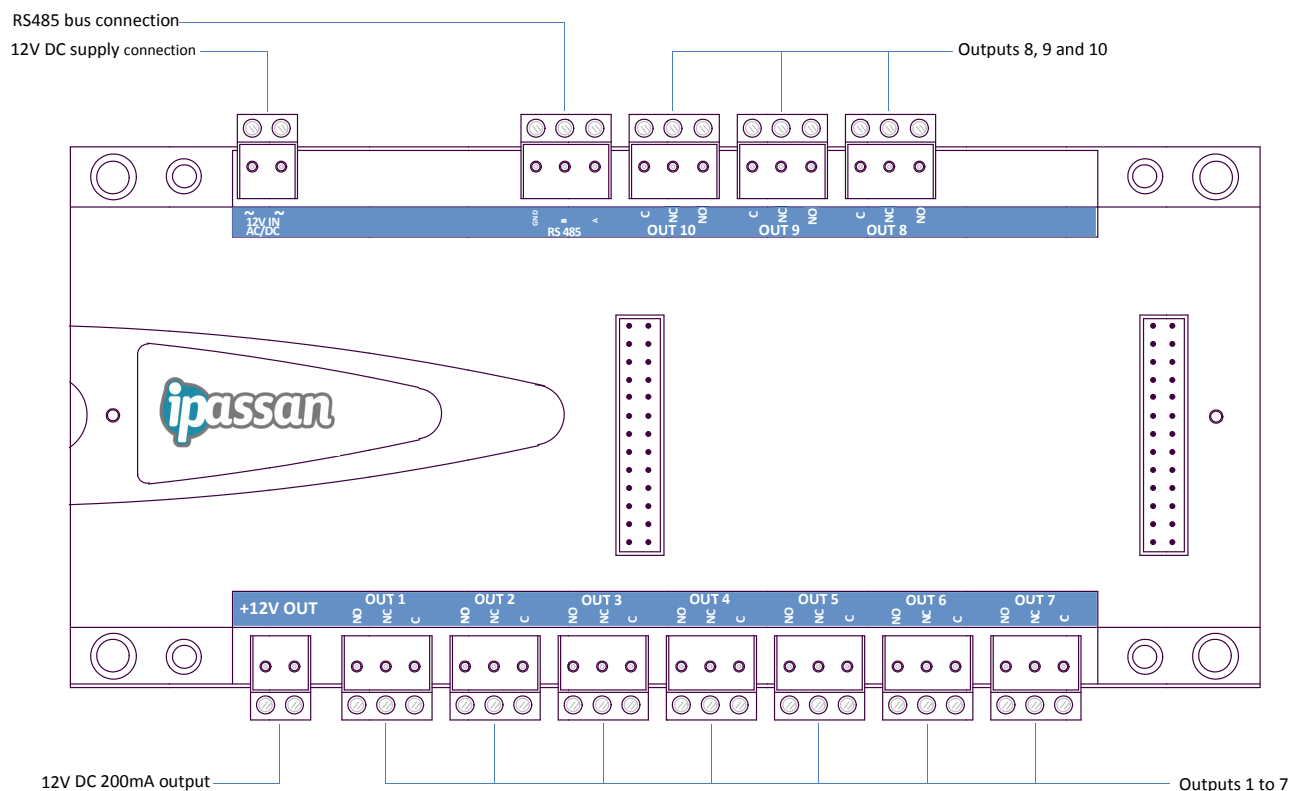 RS485 bus connection
12V DC supply connection
Outputs 8, 9 and 10
~ 12V IN ~
AC/DC
GND B A
RS 485
C NC NO
OUT 10
C NC NO
OUT 9
C NC NO
OUT 8
ipassan
+12V OUT
OUT 1
NO NC C
OUT 2
NO NC C
OUT 3
NO NC C
OUT 4
NO NC C
OUT 5
NO NC C
OUT 6
NO NC C
OUT 7
NO NC C
12V DC 200mA output
Outputs 1 to 7